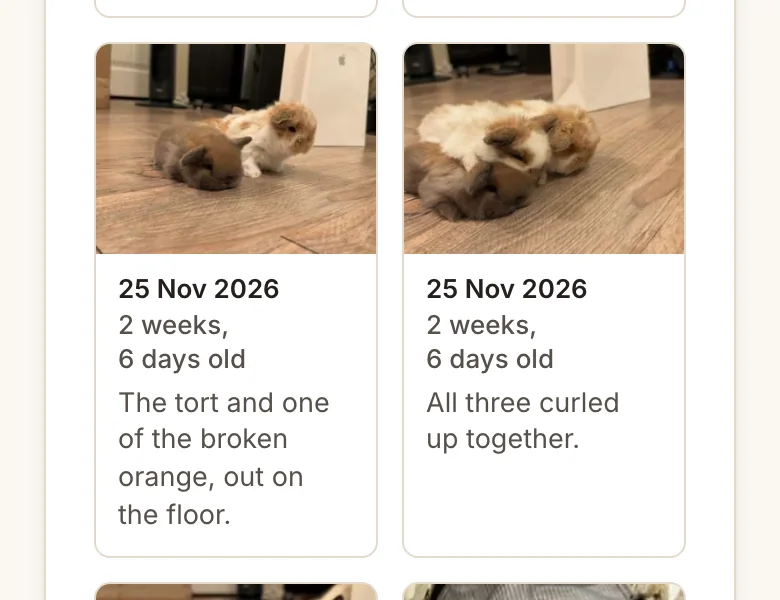 25 Nov 2026
2 weeks,
6 days old
The tort and one
of the broken
orange, out on
the floor.
25 Nov 2026
2 weeks,
6 days old
All three curled
up together.